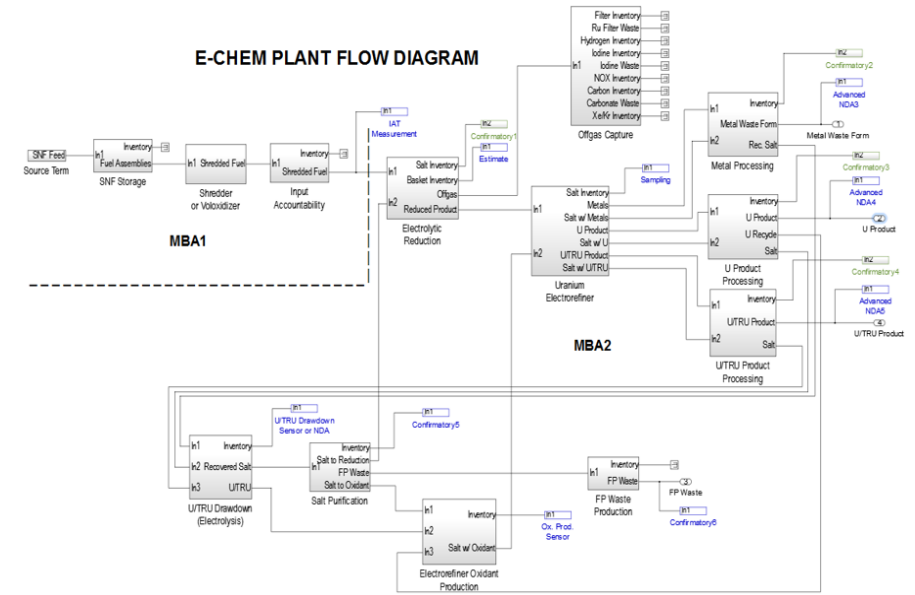 E-CHEM PLANT FLOW DIAGRAM
Filter Inventory
Ru Filter Waste
Hydrogen Inventory
Iodine Inventory
Iodine Waste
NOX Inventory
Carbon Inventory
Carbonate Waste
Xe/Kr Inventory
In1
Offgas Capture
SNF Feed
Source Term
In1
Inventory
Fuel Assemblies
SNF Storage
In1
Shredded Fuel
Shredder
or Voloxidizer
In1
Inventory
Shredded Fuel
Input
Accountability
In1
IAT
Measurement
MBA1
In1
In2
Salt Inventory
Basket Inventory
Offgas
Reduced Product
Electrolytic
Reduction
In2
Confirmatory1
In1
Estimate
In1
In2
Salt Inventory
Metals
Salt w/ Metals
U Product
Salt w/ U
U/TRU Product
Salt w/ U/TRU
Uranium
Electrorefiner
In1
Sampling
In1
In2
Inventory
Metal Waste Form
Rec. Salt
Metal Processing
In2
Confirmatory2
In1
Advanced
NDA3
1
Metal Waste Form
In1
In2
Inventory
U Product
U Recycle
Salt
U Product
Processing
In2
Confirmatory3
In1
Advanced
NDA4
2
U Product
In1
In2
Inventory
U/TRU Product
Salt
U/TRU Product
Processing
In2
Confirmatory4
In1
Advanced
NDA5
4
U/TRU Product
MBA2
In1
In2
In3
Inventory
Recovered Salt
U/TRU
U/TRU Drawdown
(Electrolysis)
In1
U/TRU Drawdown
Sensor or NDA
In1
Inventory
Salt to Reduction
FP Waste
Salt to Oxidant
Salt Purification
In1
Confirmatory5
In1
In2
In3
Inventory
Salt w/ Oxidant
Electrorefiner Oxidant
Production
In1
Ox. Prod.
Sensor
In1
Inventory
FP Waste
FP Waste
Production
3
FP Waste
In1
Confirmatory6